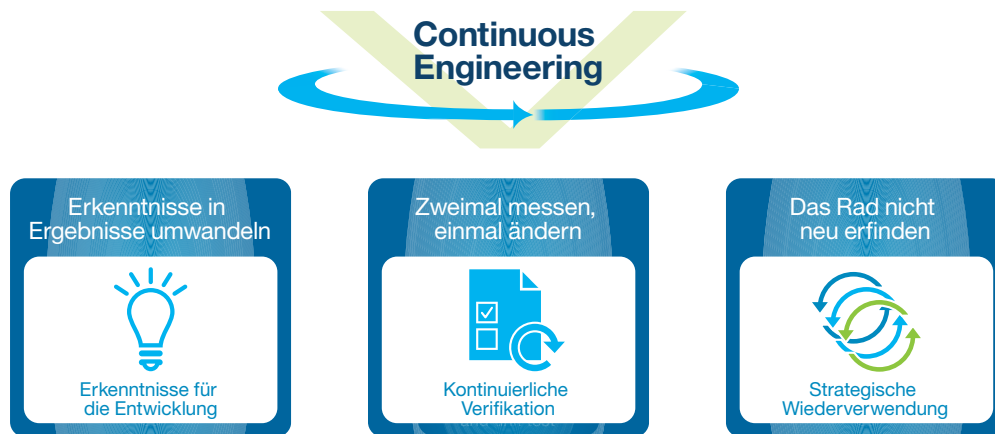 Continuous
Engineering
Erkenntnisse in
Ergebnisse umwandeln
Erkenntnisse für
die Entwicklung
Zweimal messen,
einmal ändern
Kontinuierliche
Verifikation
Das Rad nicht
neu erfinden
Strategische
Wiederverwendung